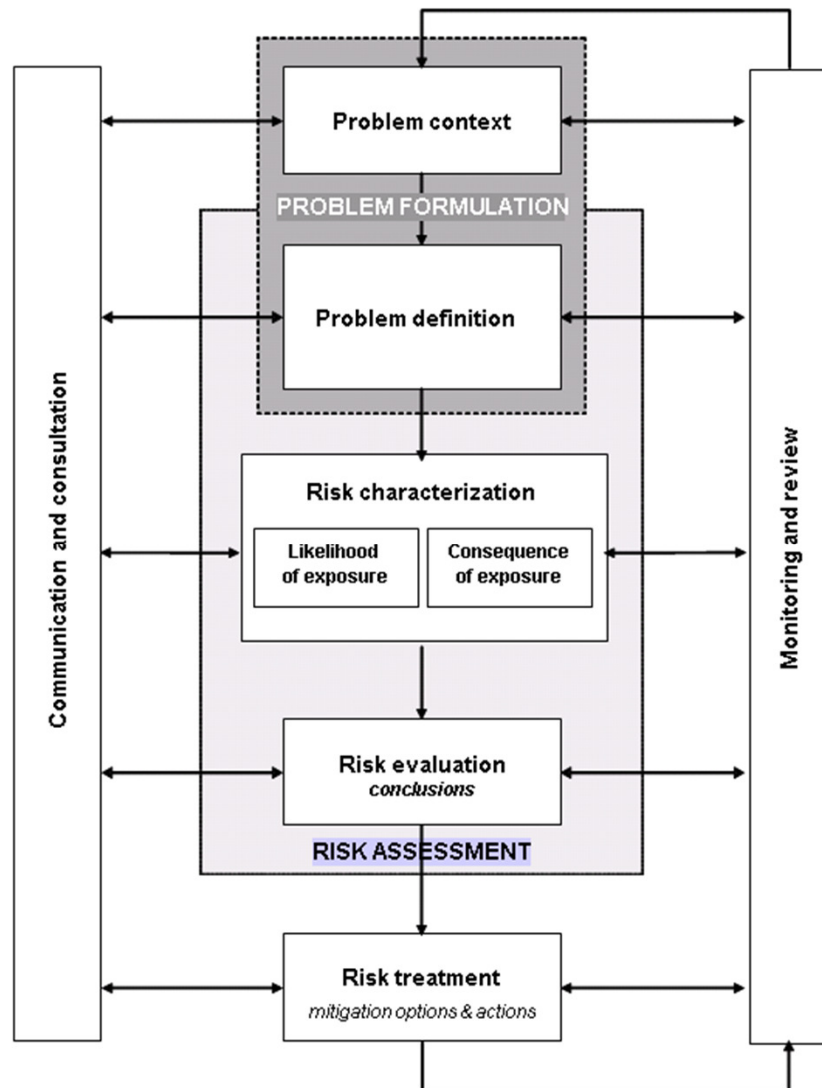 Problem context
PROBLEM FORMULATION
Problem definition
Communication and consultation
Monitoring and review
Risk characterization
Likelihood
of exposure
Consequence
of exposure
Risk evaluation
conclusions
RISK ASSESSMENT
Risk treatment
mitigation options & actions